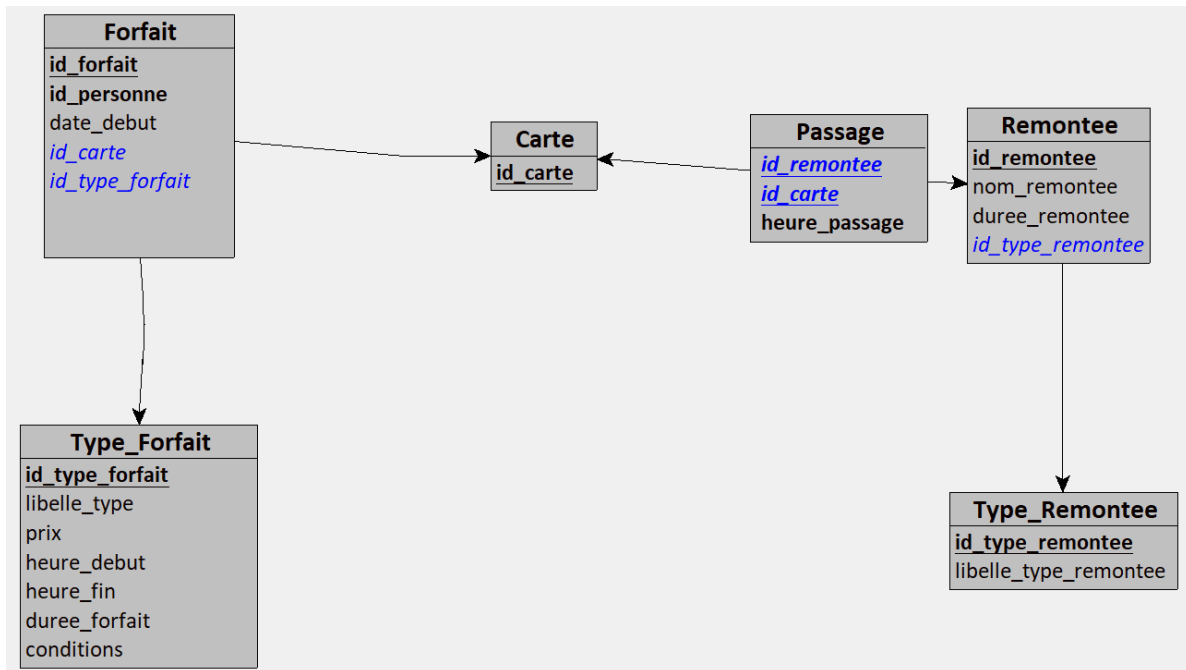 Forfait
id_forfait
id_personne
date_debut
id_carte
id_type_forfait
Carte
id_carte
Passage
id_remontee
id_carte
heure_passage
Remontee
id_remontee
nom_remontee
duree_remontee
id_type_remontee
Type_Forfait
id_type_forfait
libelle_type
prix
heure_debut
heure_fin
duree_forfait
conditions
Type_Remontee
id_type_remontee
libelle_type_remontee